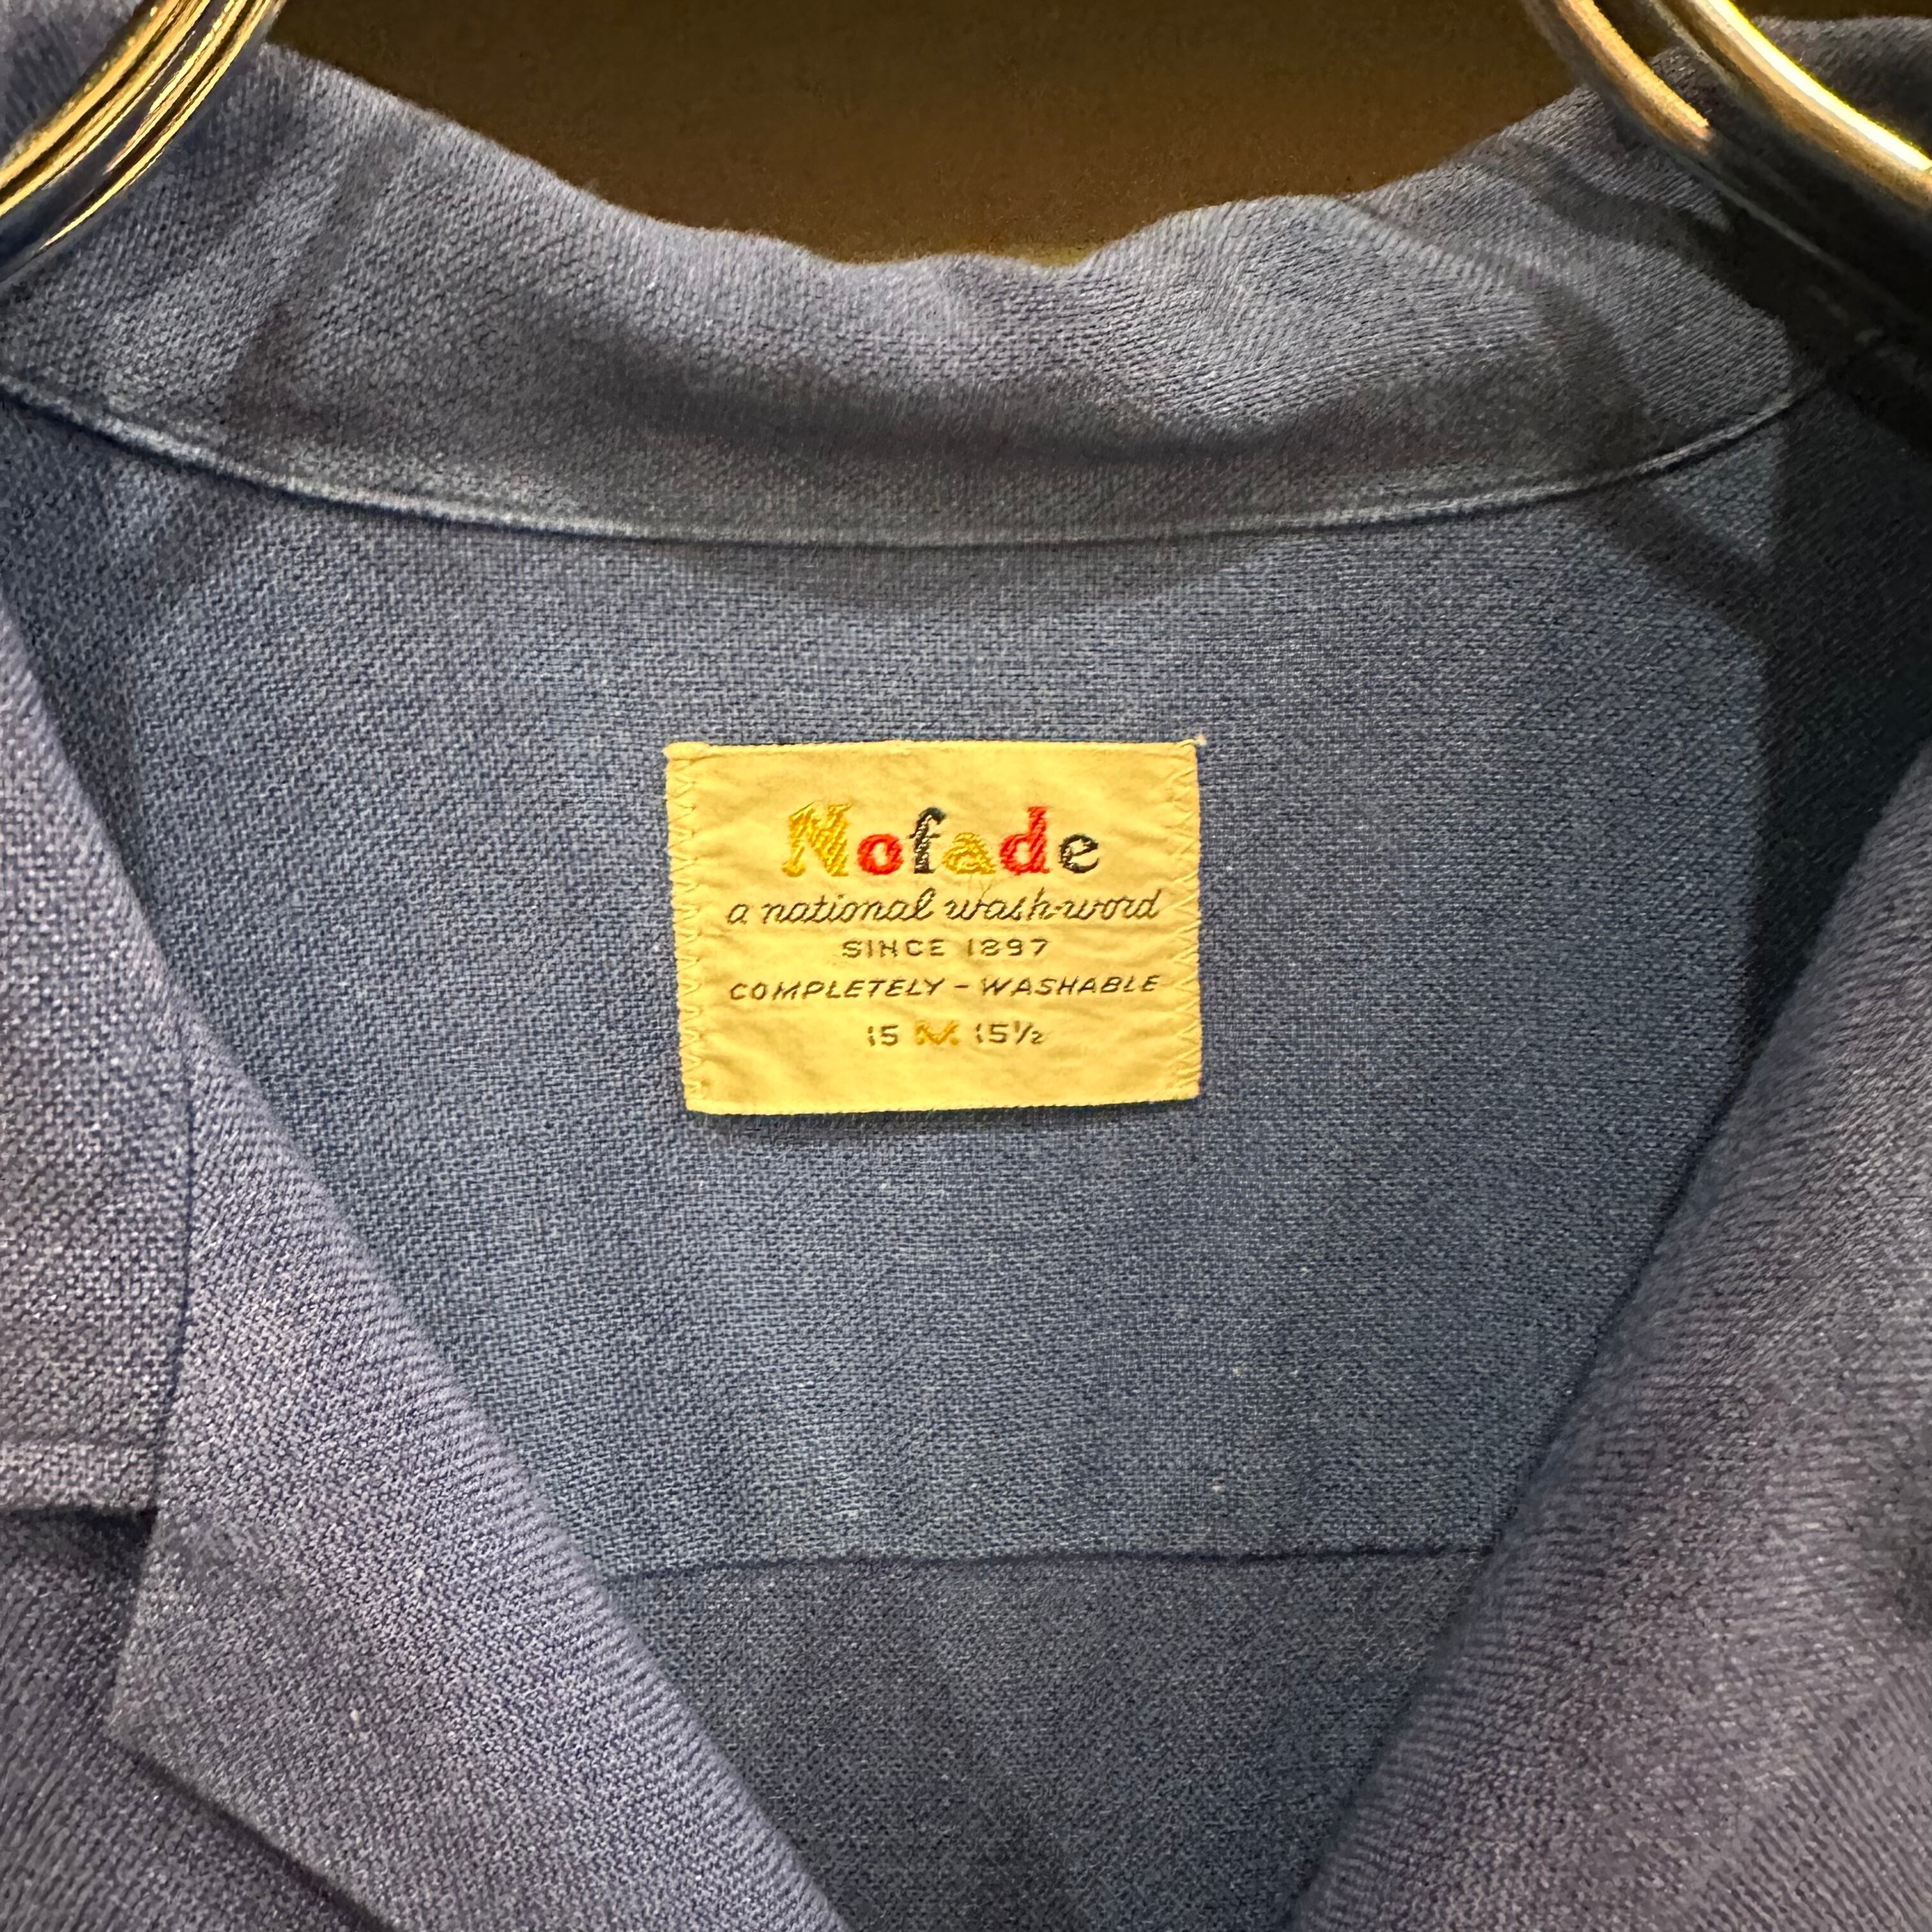 Nofade
a national wash-word
SINCE 1897
COMPLETELY - WASHABLE
15 M 15½